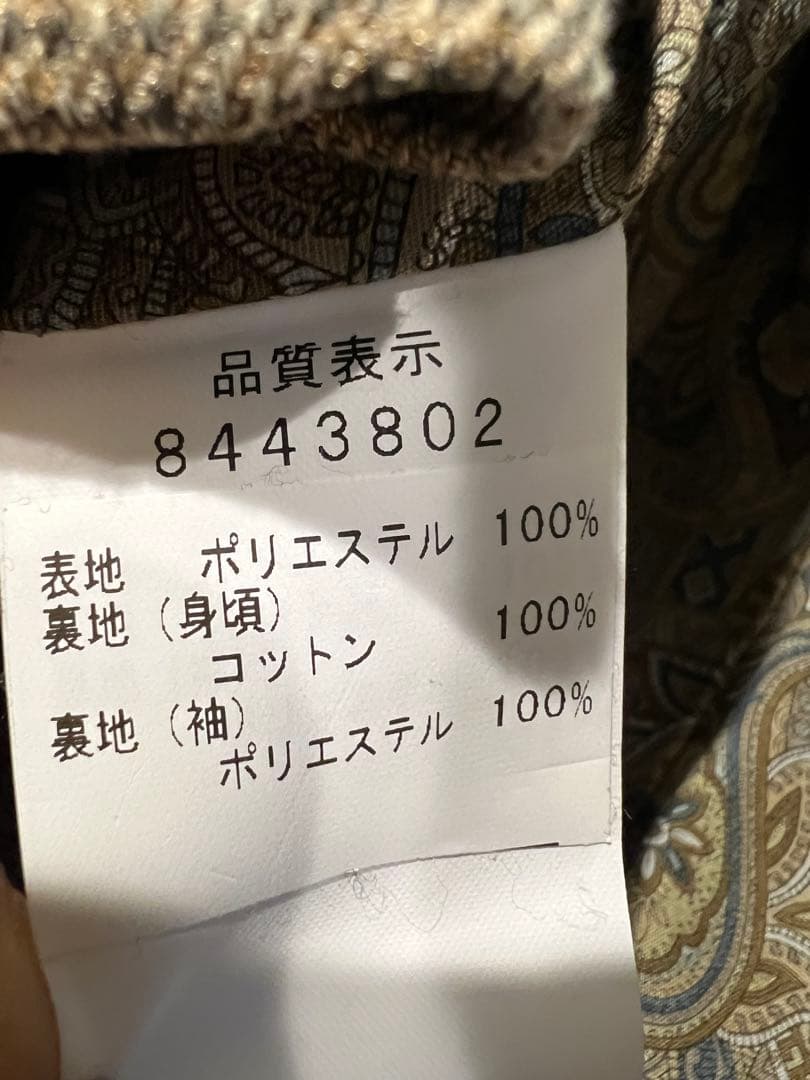 品質表示
8443802
表地 ポリエステル 100%
裏地(身頃)
コットン 100%
裏地(袖)
ポリエステル 100%